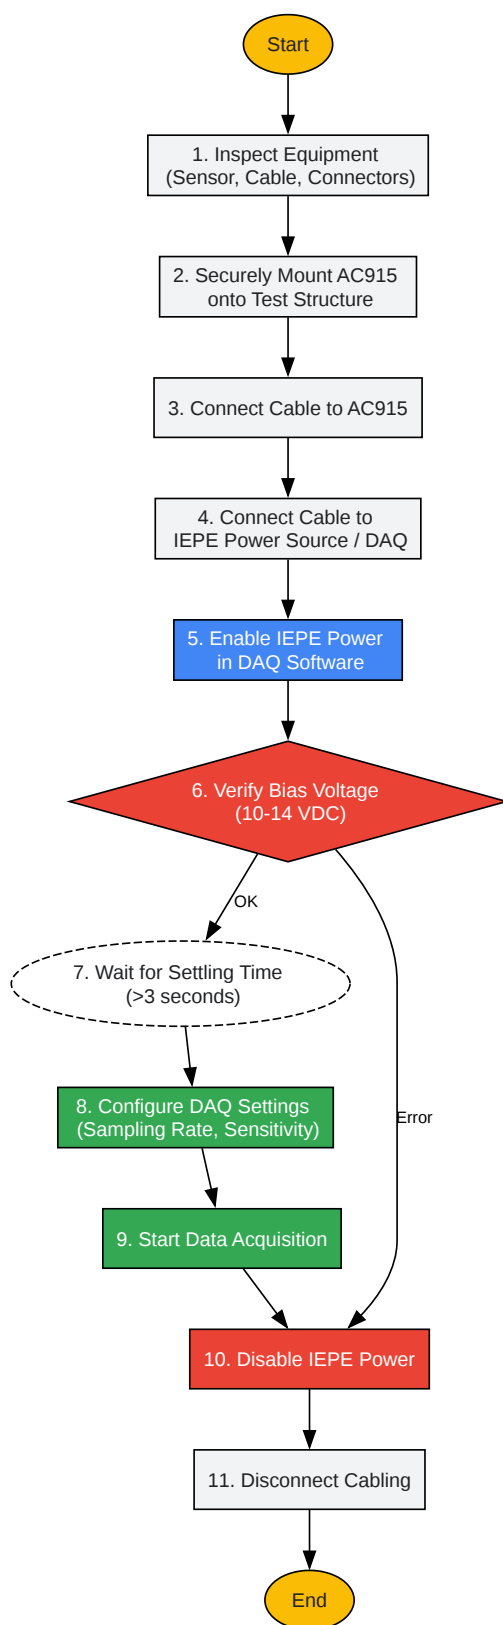 Start
1. Inspect Equipment
(Sensor, Cable, Connectors)
2. Securely Mount AC915
onto Test Structure
3. Connect Cable to AC915
4. Connect Cable to
IEPE Power Source / DAQ
5. Enable IEPE Power
in DAQ Software
6. Verify Bias Voltage
(10-14 VDC)
OK
7. Wait for Settling Time
(>3 seconds)
8. Configure DAQ Settings
(Sampling Rate, Sensitivity)
Error
9. Start Data Acquisition
10. Disable IEPE Power
11. Disconnect Cabling
End